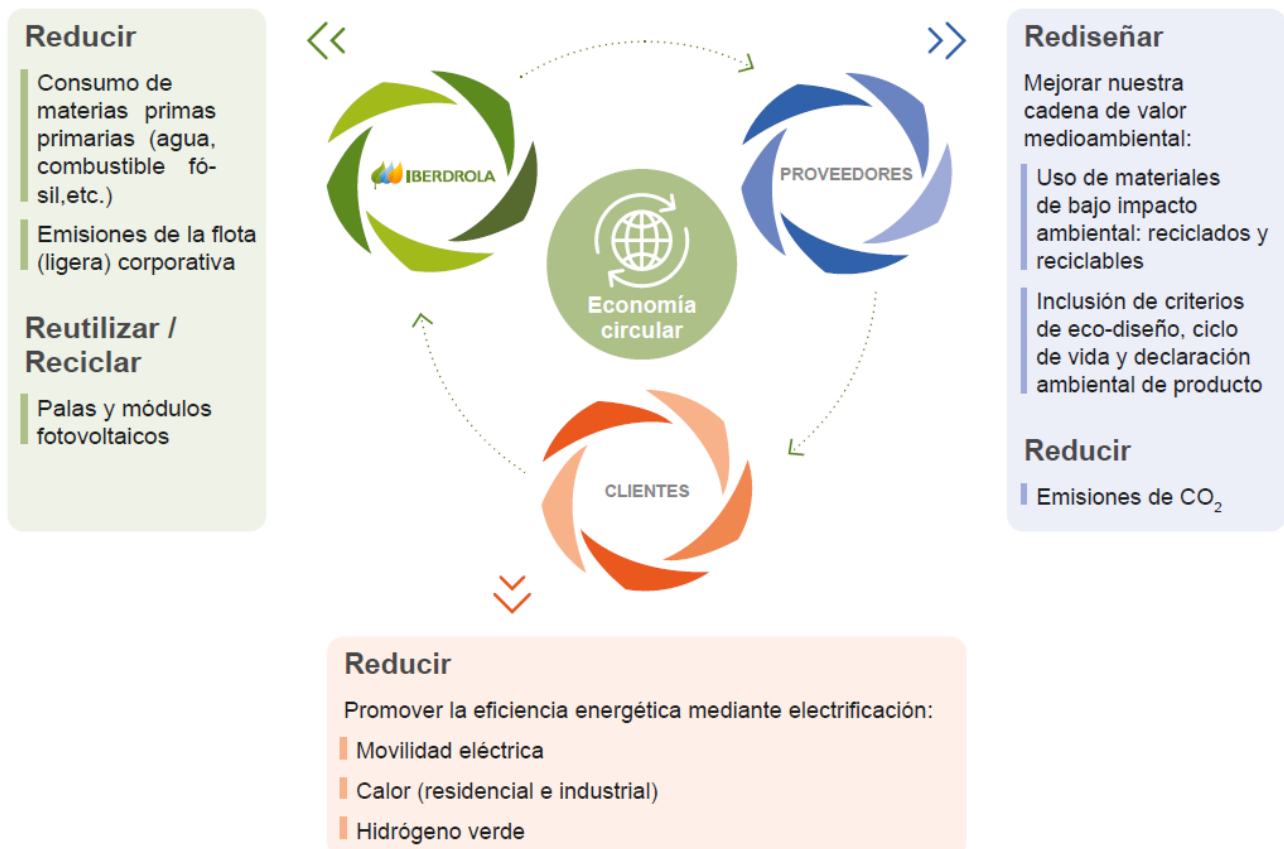 Reducir
Consumo de
materias primas
primarias (agua,
combustible fó-
sil,etc.)
Emisiones de la flota
(ligera) corporativa
Reutilizar /
Reciclar
Palas y módulos
fotovoltaicos
IBERDROLA
PROVEEDORES
Economía
circular
CLIENTES
Rediseñar
Mejorar nuestra
cadena de valor
medioambiental:
Uso de materiales
de bajo impacto
ambiental: reciclados y
reciclables
Inclusión de criterios
de eco-diseño, ciclo
de vida y declaración
ambiental de producto
Reducir
Emisiones de CO₂
Reducir
Promover la eficiencia energética mediante electrificación:
Movilidad eléctrica
Calor (residencial e industrial)
Hidrógeno verde